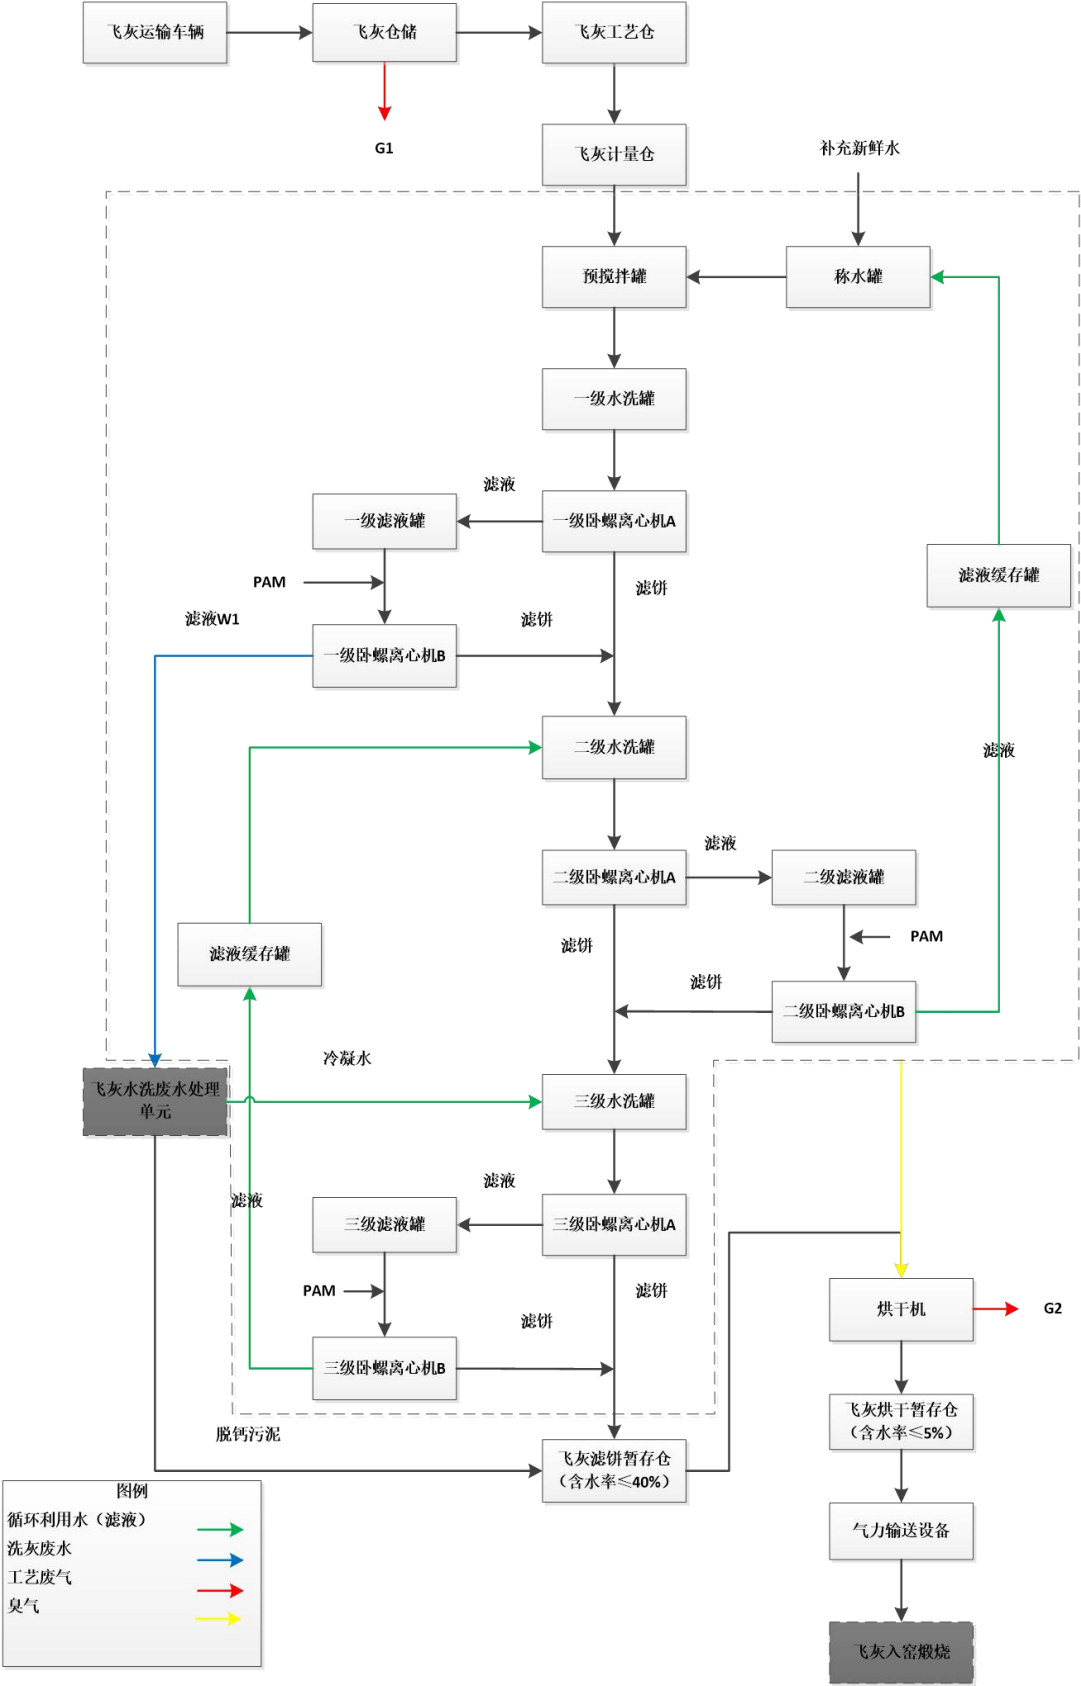 飞灰运输车辆
飞灰仓储
飞灰工艺仓
G1
飞灰计量仓
补充新鲜水
预搅拌罐
称水罐
一级水洗罐
滤液
一级滤液罐
一级卧螺离心机A
滤液缓存罐
PAM
滤饼
滤液W1
滤饼
一级卧螺离心机B
二级水洗罐
滤液
滤液
二级卧螺离心机A
二级滤液罐
滤液缓存罐
滤饼
PAM
滤饼
二级卧螺离心机B
冷凝水
飞灰水洗废水处理
单元
三级水洗罐
滤液
滤液
三级滤液罐
三级卧螺离心机A
PAM
滤饼
烘干机
G2
滤饼
三级卧螺离心机B
飞灰烘干暂存仓
（含水率≤5%）
脱钙污泥
飞灰滤饼暂存仓
（含水率≤40%）
图例
循环利用水（滤液）
洗灰废水
工艺废气
臭气
气力输送设备
飞灰入窑煅烧